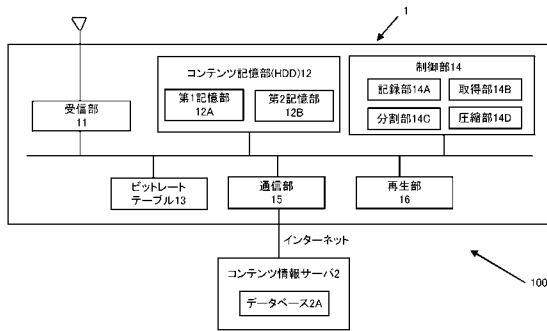 1
コンテンツ記憶部(HDD)12
第1記憶部
12A
第2記憶部
12B
制御部14
記録部14A
取得部14B
分割部14C
圧縮部14D
受信部
11
ビットレート
テーブル13
通信部
15
再生部
16
インターネット
コンテンツ情報サーバ2
データベース2A
100